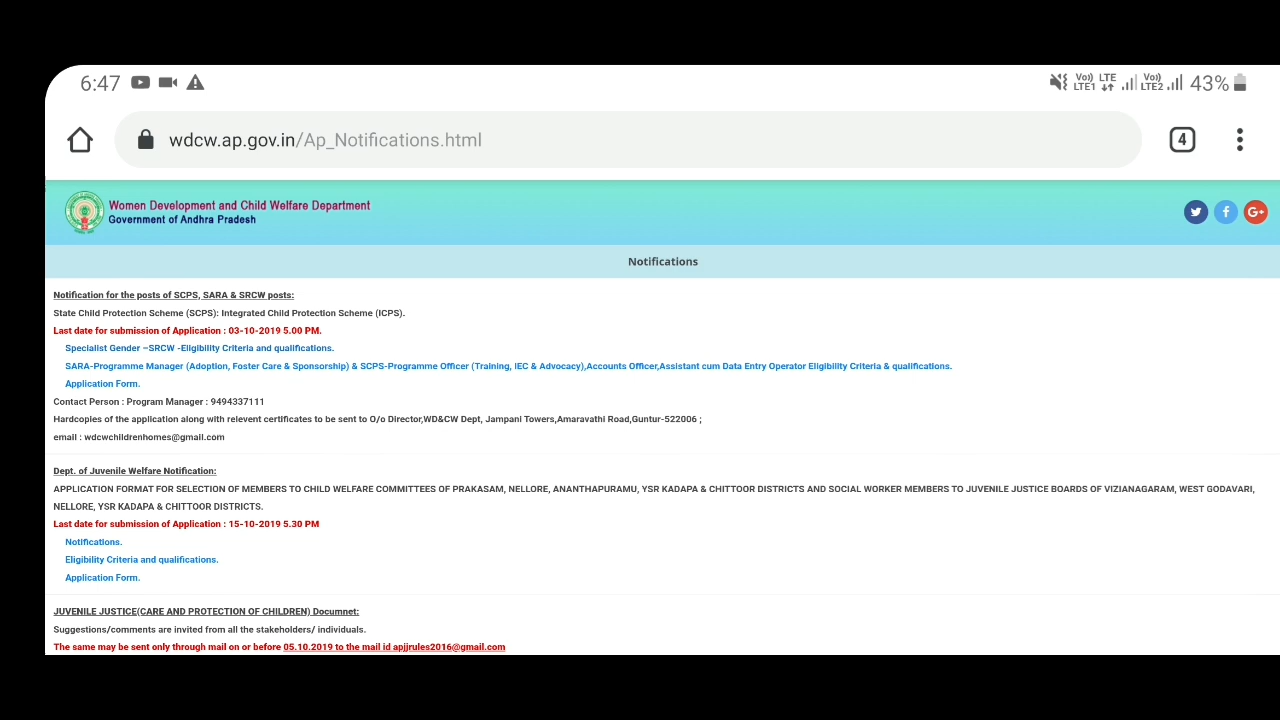 6:47
Vo)) LTE
LTE1
Vo))
LTE2
43%
wdcw.ap.gov.in/Ap_Notifications.html
4
Women Development and Child Welfare Department
Government of Andhra Pradesh
f
G+
Notifications
Notification for the posts of SCPS, SARA & SRCW posts:
State Child Protection Scheme (SCPS): Integrated Child Protection Scheme (ICPS).
Last date for submission of Application : 03-10-2019 5.00 PM.
Specialist Gender –SRCW -Eligibility Criteria and qualifications.
SARA-Programme Manager (Adoption, Foster Care & Sponsorship) & SCPS-Programme Officer (Training, IEC & Advocacy),Accounts Officer,Assistant cum Data Entry Operator Eligibility Criteria & qualifications.
Application Form.
Contact Person : Program Manager : 9494337111
Hardcopies of the application along with relevent certificates to be sent to O/o Director,WD&CW Dept, Jampani Towers,Amaravathi Road,Guntur-522006 ;
email : wdcwchildrenhomes@gmail.com
Dept. of Juvenile Welfare Notification:
APPLICATION FORMAT FOR SELECTION OF MEMBERS TO CHILD WELFARE COMMITTEES OF PRAKASAM, NELLORE, ANANTHAPURAMU, YSR KADAPA & CHITTOOR DISTRICTS AND SOCIAL WORKER MEMBERS TO JUVENILE JUSTICE BOARDS OF VIZIANAGARAM, WEST GODAVARI,
NELLORE, YSR KADAPA & CHITTOOR DISTRICTS.
Last date for submission of Application : 15-10-2019 5.30 PM
Notifications.
Eligibility Criteria and qualifications.
Application Form.
JUVENILE JUSTICE(CARE AND PROTECTION OF CHILDREN) Documnet:
Suggestions/comments are invited from all the stakeholders/ individuals.
The same may be sent only through mail on or before 05.10.2019 to the mail id apjjrules2016@gmail.com